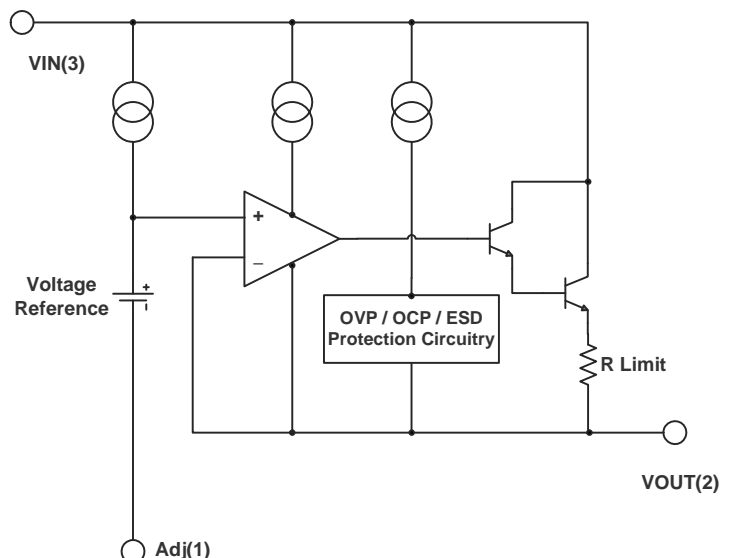 VIN(3)
+
−
Voltage
Reference
+
-
OVP / OCP / ESD
Protection Circuitry
R Limit
VOUT(2)
Adj(1)